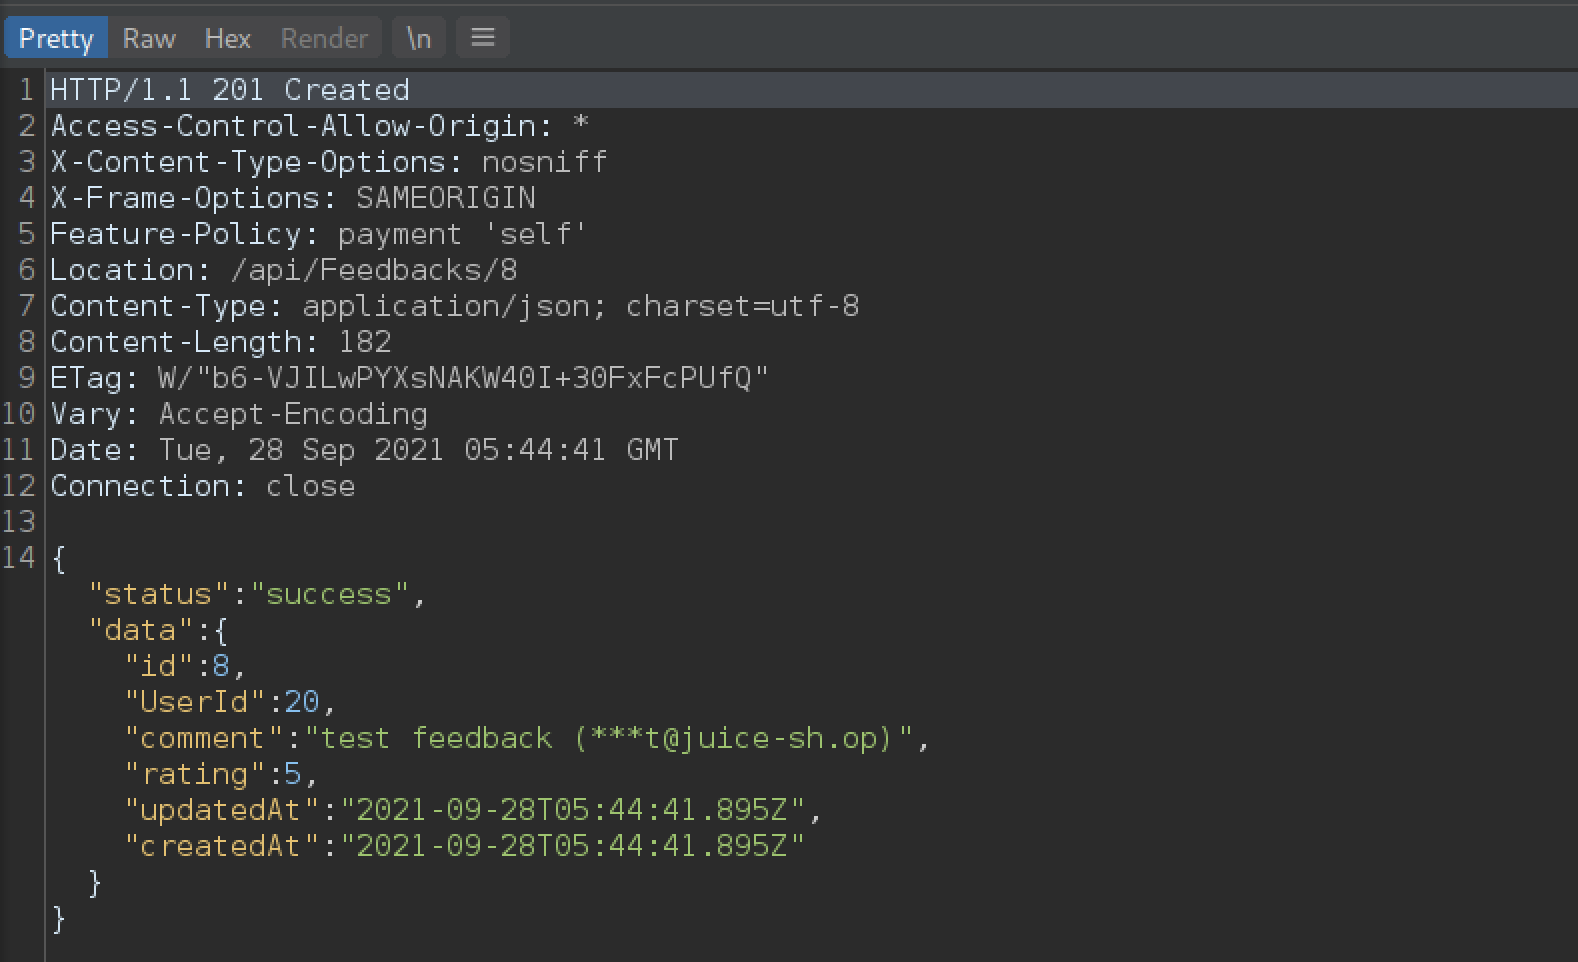 Pretty Raw Hex Render \n ≡
1 HTTP/1.1 201 Created
2 Access-Control-Allow-Origin: *
3 X-Content-Type-Options: nosniff
4 X-Frame-Options: SAMEORIGIN
5 Feature-Policy: payment 'self'
6 Location: /api/Feedbacks/8
7 Content-Type: application/json; charset=utf-8
8 Content-Length: 182
9 ETag: W/"b6-VJILwPYXsNAKW40I+30FxFcPUfQ"
10 Vary: Accept-Encoding
11 Date: Tue, 28 Sep 2021 05:44:41 GMT
12 Connection: close
13
14 {
"status":"success",
"data":{
"id":8,
"UserId":20,
"comment":"test feedback (***t@juice-sh.op)",
"rating":5,
"updatedAt":"2021-09-28T05:44:41.895Z",
"createdAt":"2021-09-28T05:44:41.895Z"
}
}